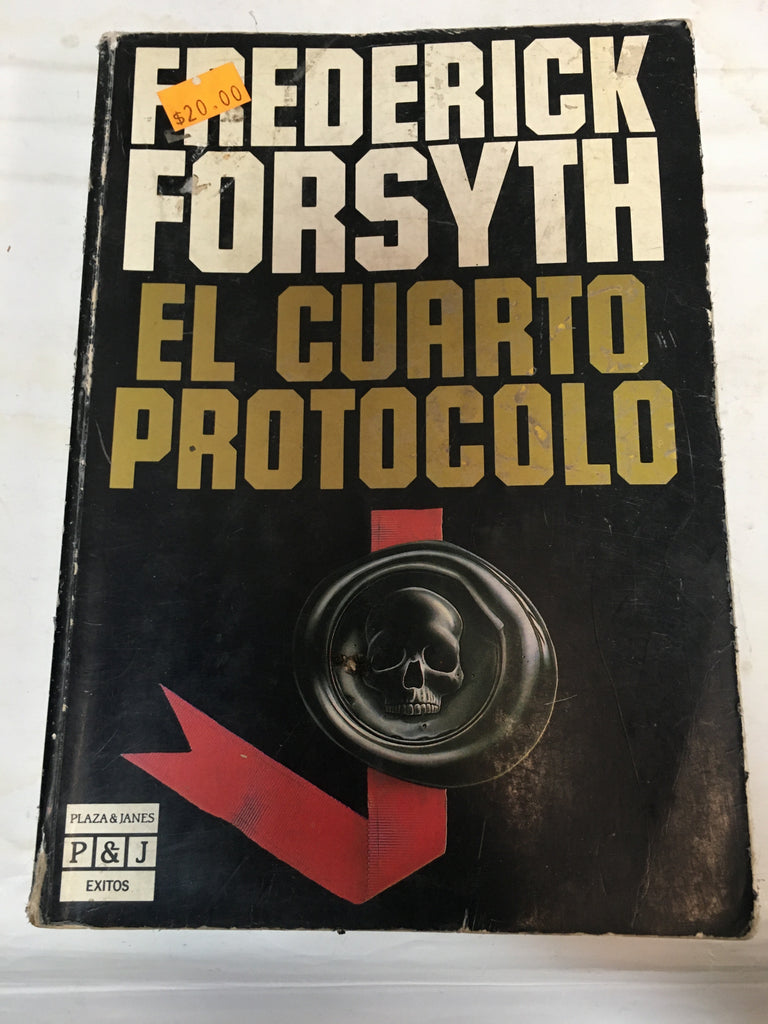 FREDERICK
$20.00
FORSYTH
EL CUARTO
PROTOCOLO
PLAZA & JANES
P & J
EXITOS